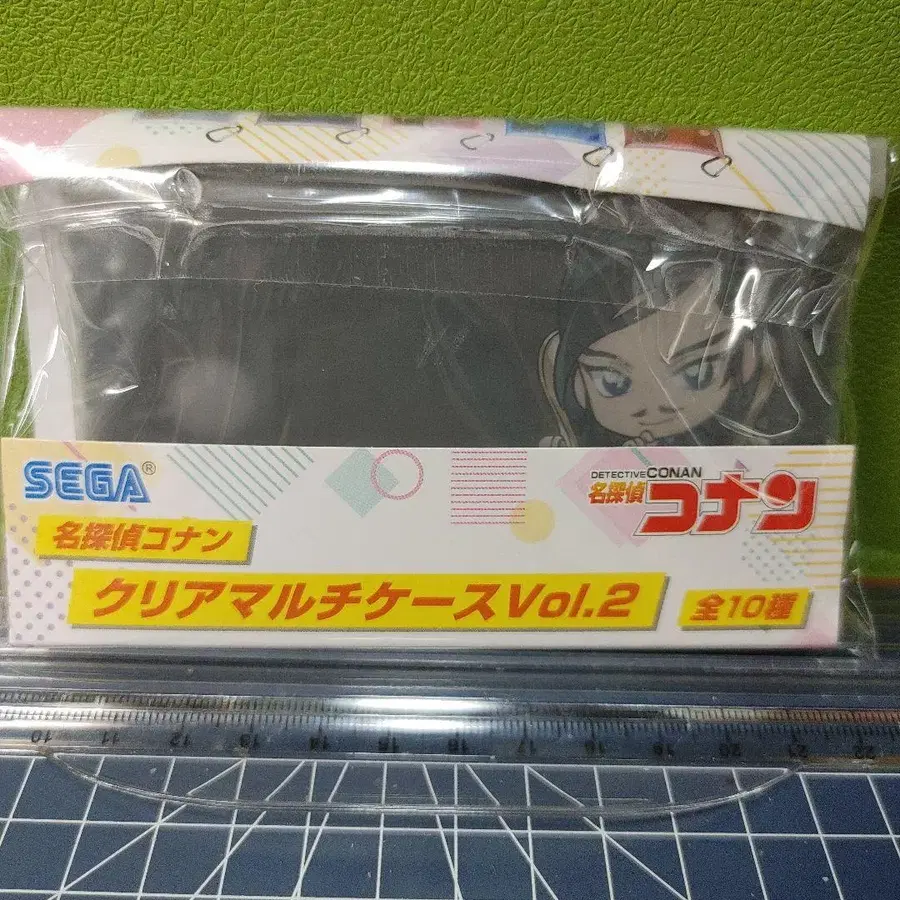 SEGA®
DETECTIVE CONAN
名探偵コナン
名探偵コナン
クリアマルチケースVol.2
全10種
10 11 12 13 14 15 16 17 18 19 20 21 22